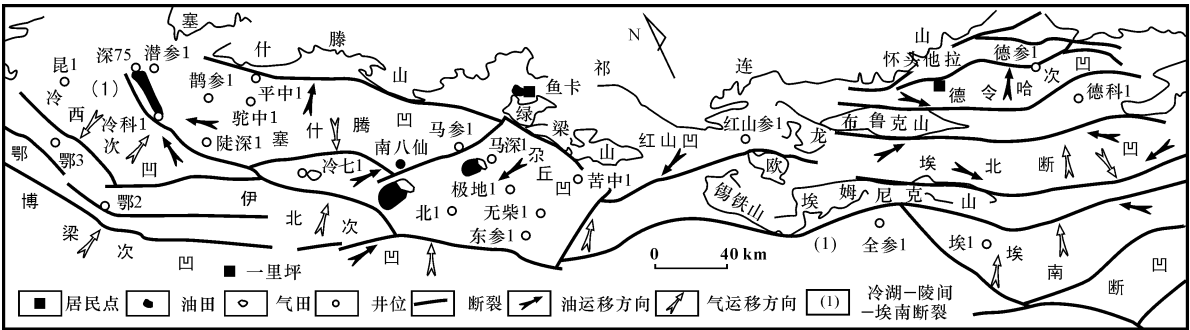 塞
什 滕 山
N
祁 连 山
昆1
深75
潜参1
(1)
鹊参1
平中1
驼中1
冷科1
陡深1
冷 西 次 凹
塞 什 腾 凹
鄂3
鄂2
鄂 博 梁 次 凹
伊 北 次 凹
冷七1
南八仙
马参1
马深1
极地1
北1
无柴1
东参1
鱼卡
绿 梁 山
尕 丘 凹
苦中1
红山凹
红山参1
欧 龙 布鲁克山
锡铁山
埃 姆 尼 克 山
怀头他拉
德参1
德 令 哈 次 凹
德科1
埃 北 断 凹
(1)
全参1
埃1
埃 南 断 凹
0 40 km
一里坪
居民点 油田 气田 井位 断裂 油运移方向 气运移方向 (1) 冷湖－陵间
－埃南断裂